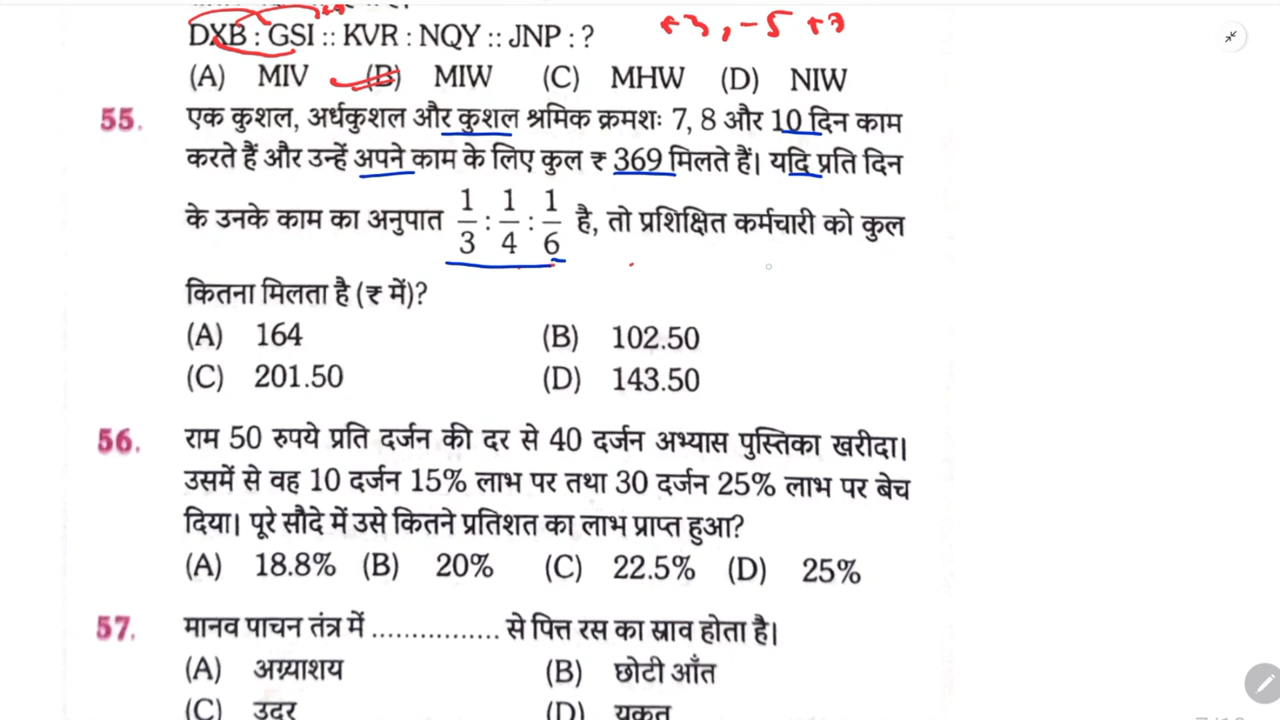 DXB : GSI :: KVR : NQY :: JNP : ? +3, -5 +3
(A) MIV (B) MIW (C) MHW (D) NIW
55. एक कुशल, अर्धकुशल और कुशल श्रमिक क्रमशः 7, 8 और 10 दिन काम
करते हैं और उन्हें अपने काम के लिए कुल ₹ 369 मिलते हैं। यदि प्रति दिन
के उनके काम का अनुपात 1/3 : 1/4 : 1/6 है, तो प्रशिक्षित कर्मचारी को कुल
कितना मिलता है (₹ में)?
(A) 164 (B) 102.50
(C) 201.50 (D) 143.50
56. राम 50 रुपये प्रति दर्जन की दर से 40 दर्जन अभ्यास पुस्तिका खरीदा।
उसमें से वह 10 दर्जन 15% लाभ पर तथा 30 दर्जन 25% लाभ पर बेच
दिया। पूरे सौदे में उसे कितने प्रतिशत का लाभ प्राप्त हुआ?
(A) 18.8% (B) 20% (C) 22.5% (D) 25%
57. मानव पाचन तंत्र में ................ से पित्त रस का स्राव होता है।
(A) अग्र्याशय (B) छोटी आँत
(C) उदर (D) यकृत